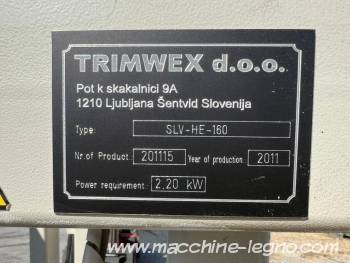 TRIMWEX d.o.o.
Pot k skakalnici 9A
1210 Ljubljana Šentvid Slovenija
Type: SLV-HE-160
Nr.of Product 201115 Year of production 2011
Power requirement: 2,20 kW
www.macchine-legno.com